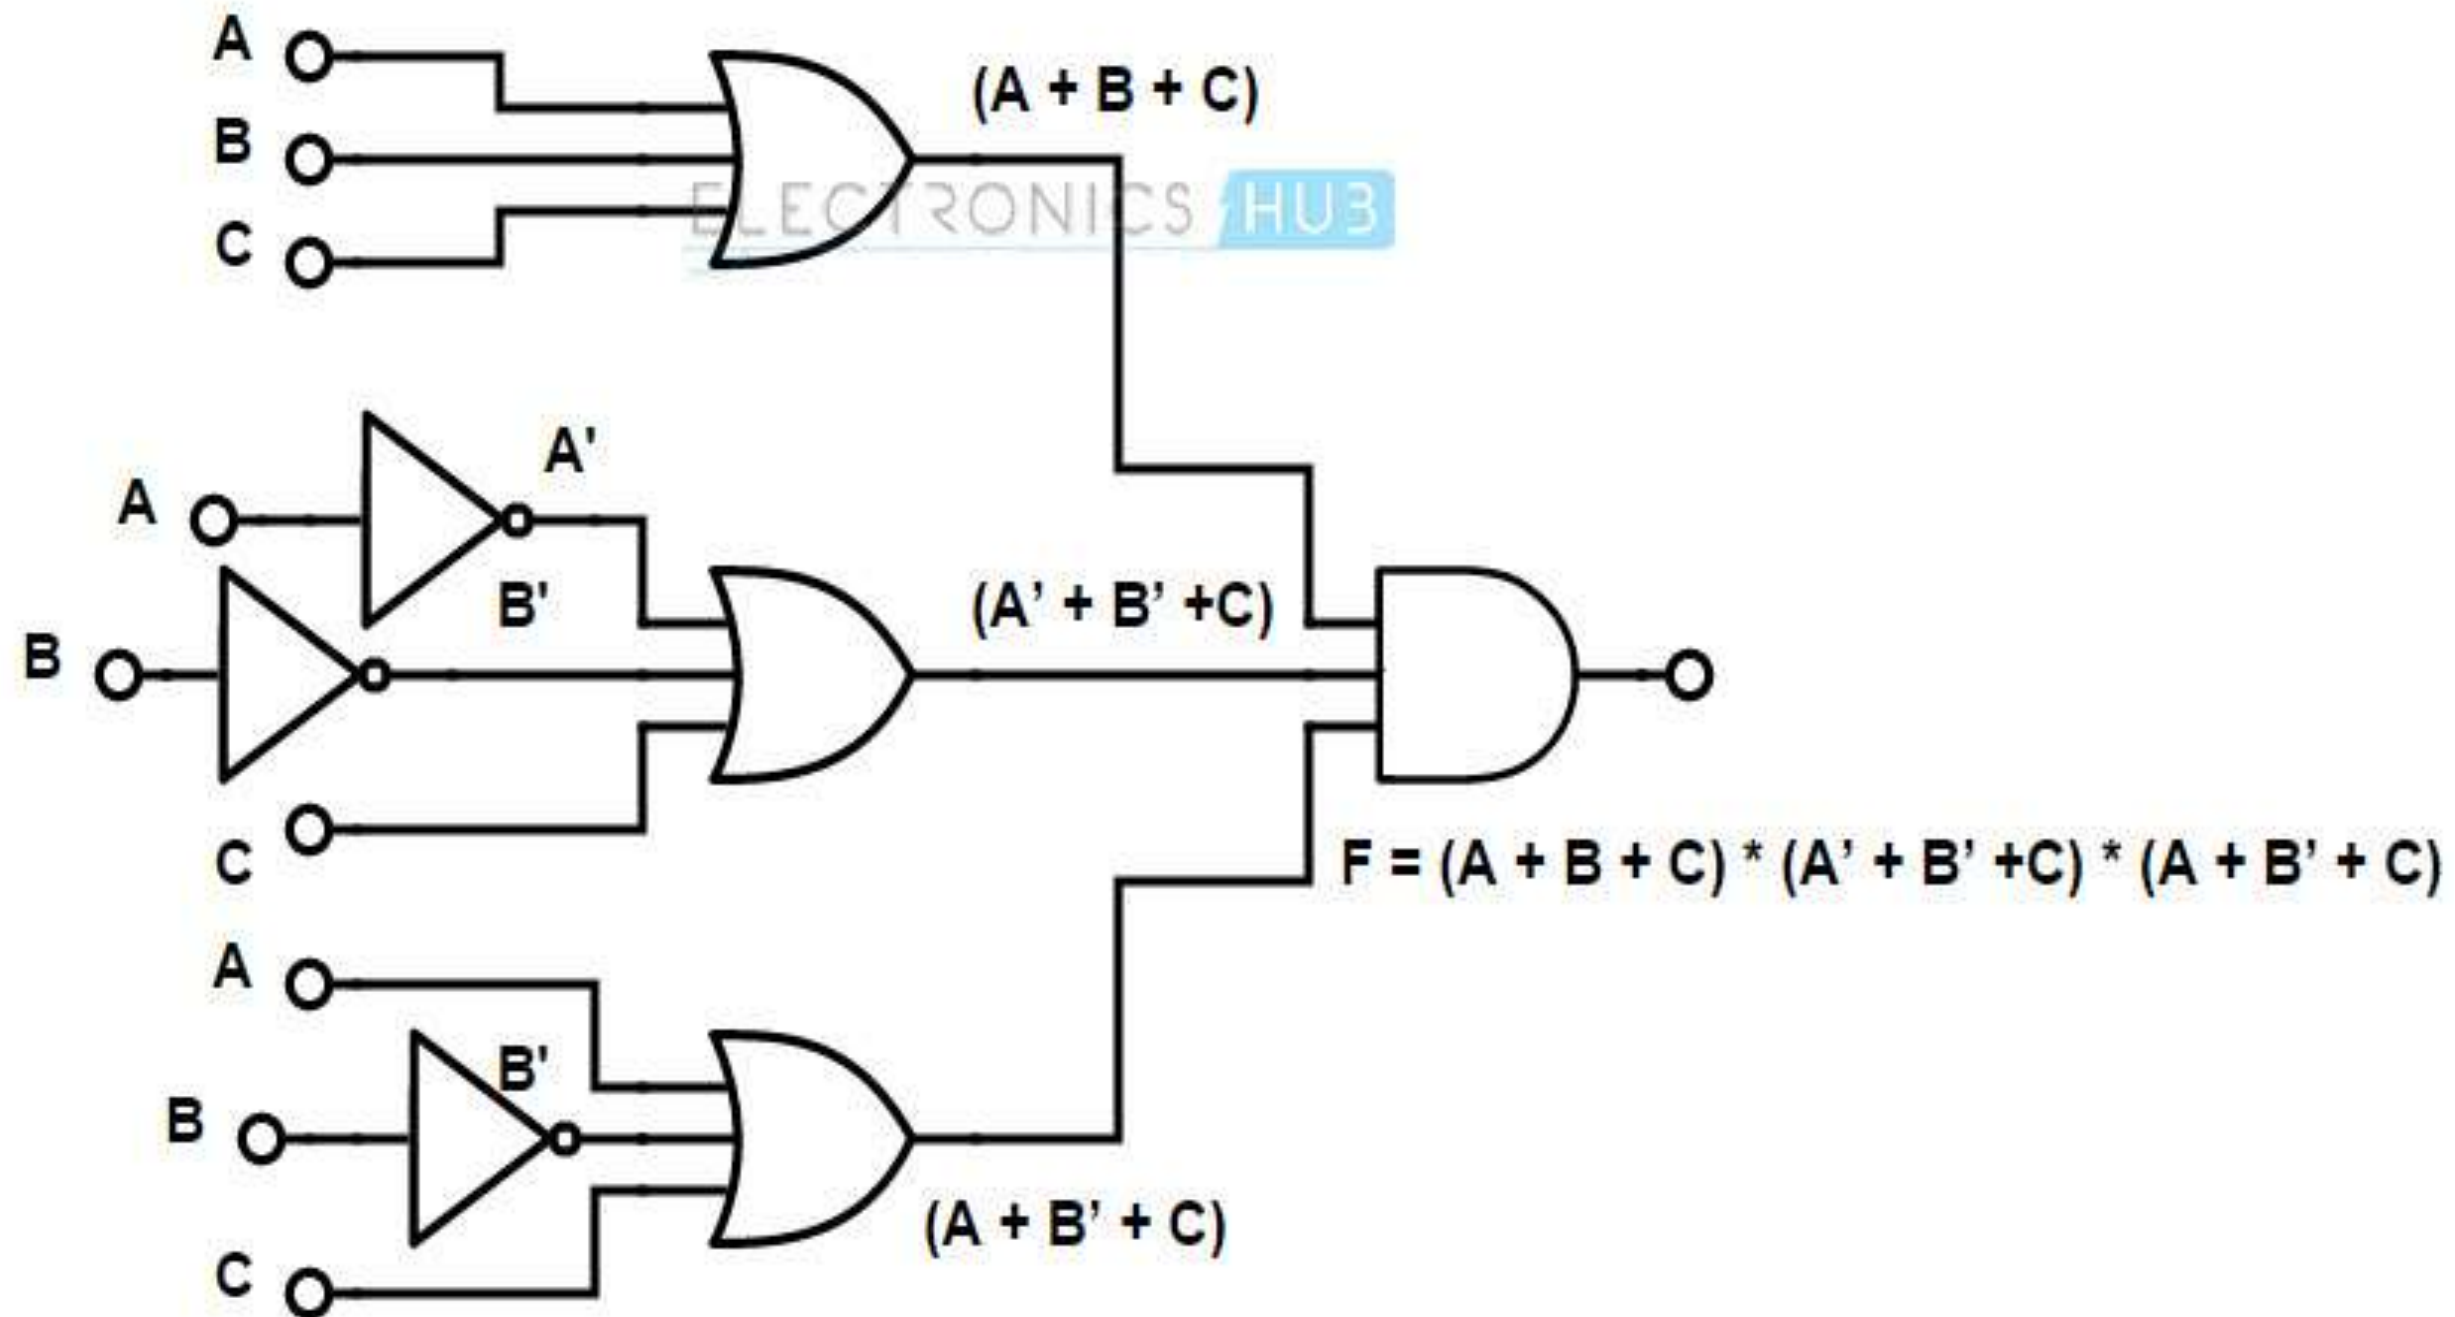 A
(A + B + C)
B
ELECTRONICS HUB
C
A'
A
B'
(A’ + B’ +C)
B
C
F = (A + B + C) * (A’ + B’ +C) * (A + B’ + C)
A
B'
B
(A + B’ + C)
C